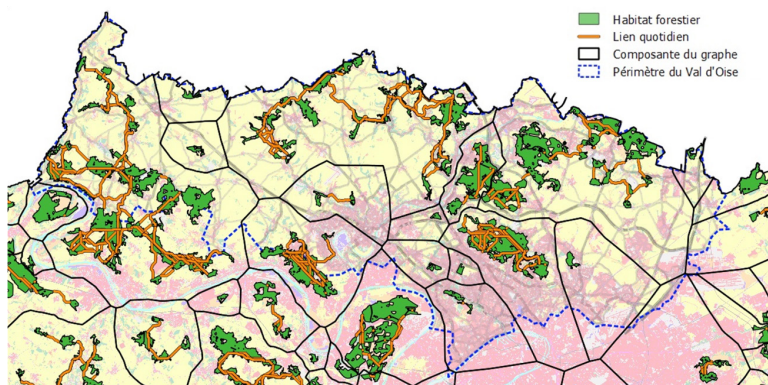 Habitat forestier
Lien quotidien
Composante du graphe
Périmètre du Val d'Oise